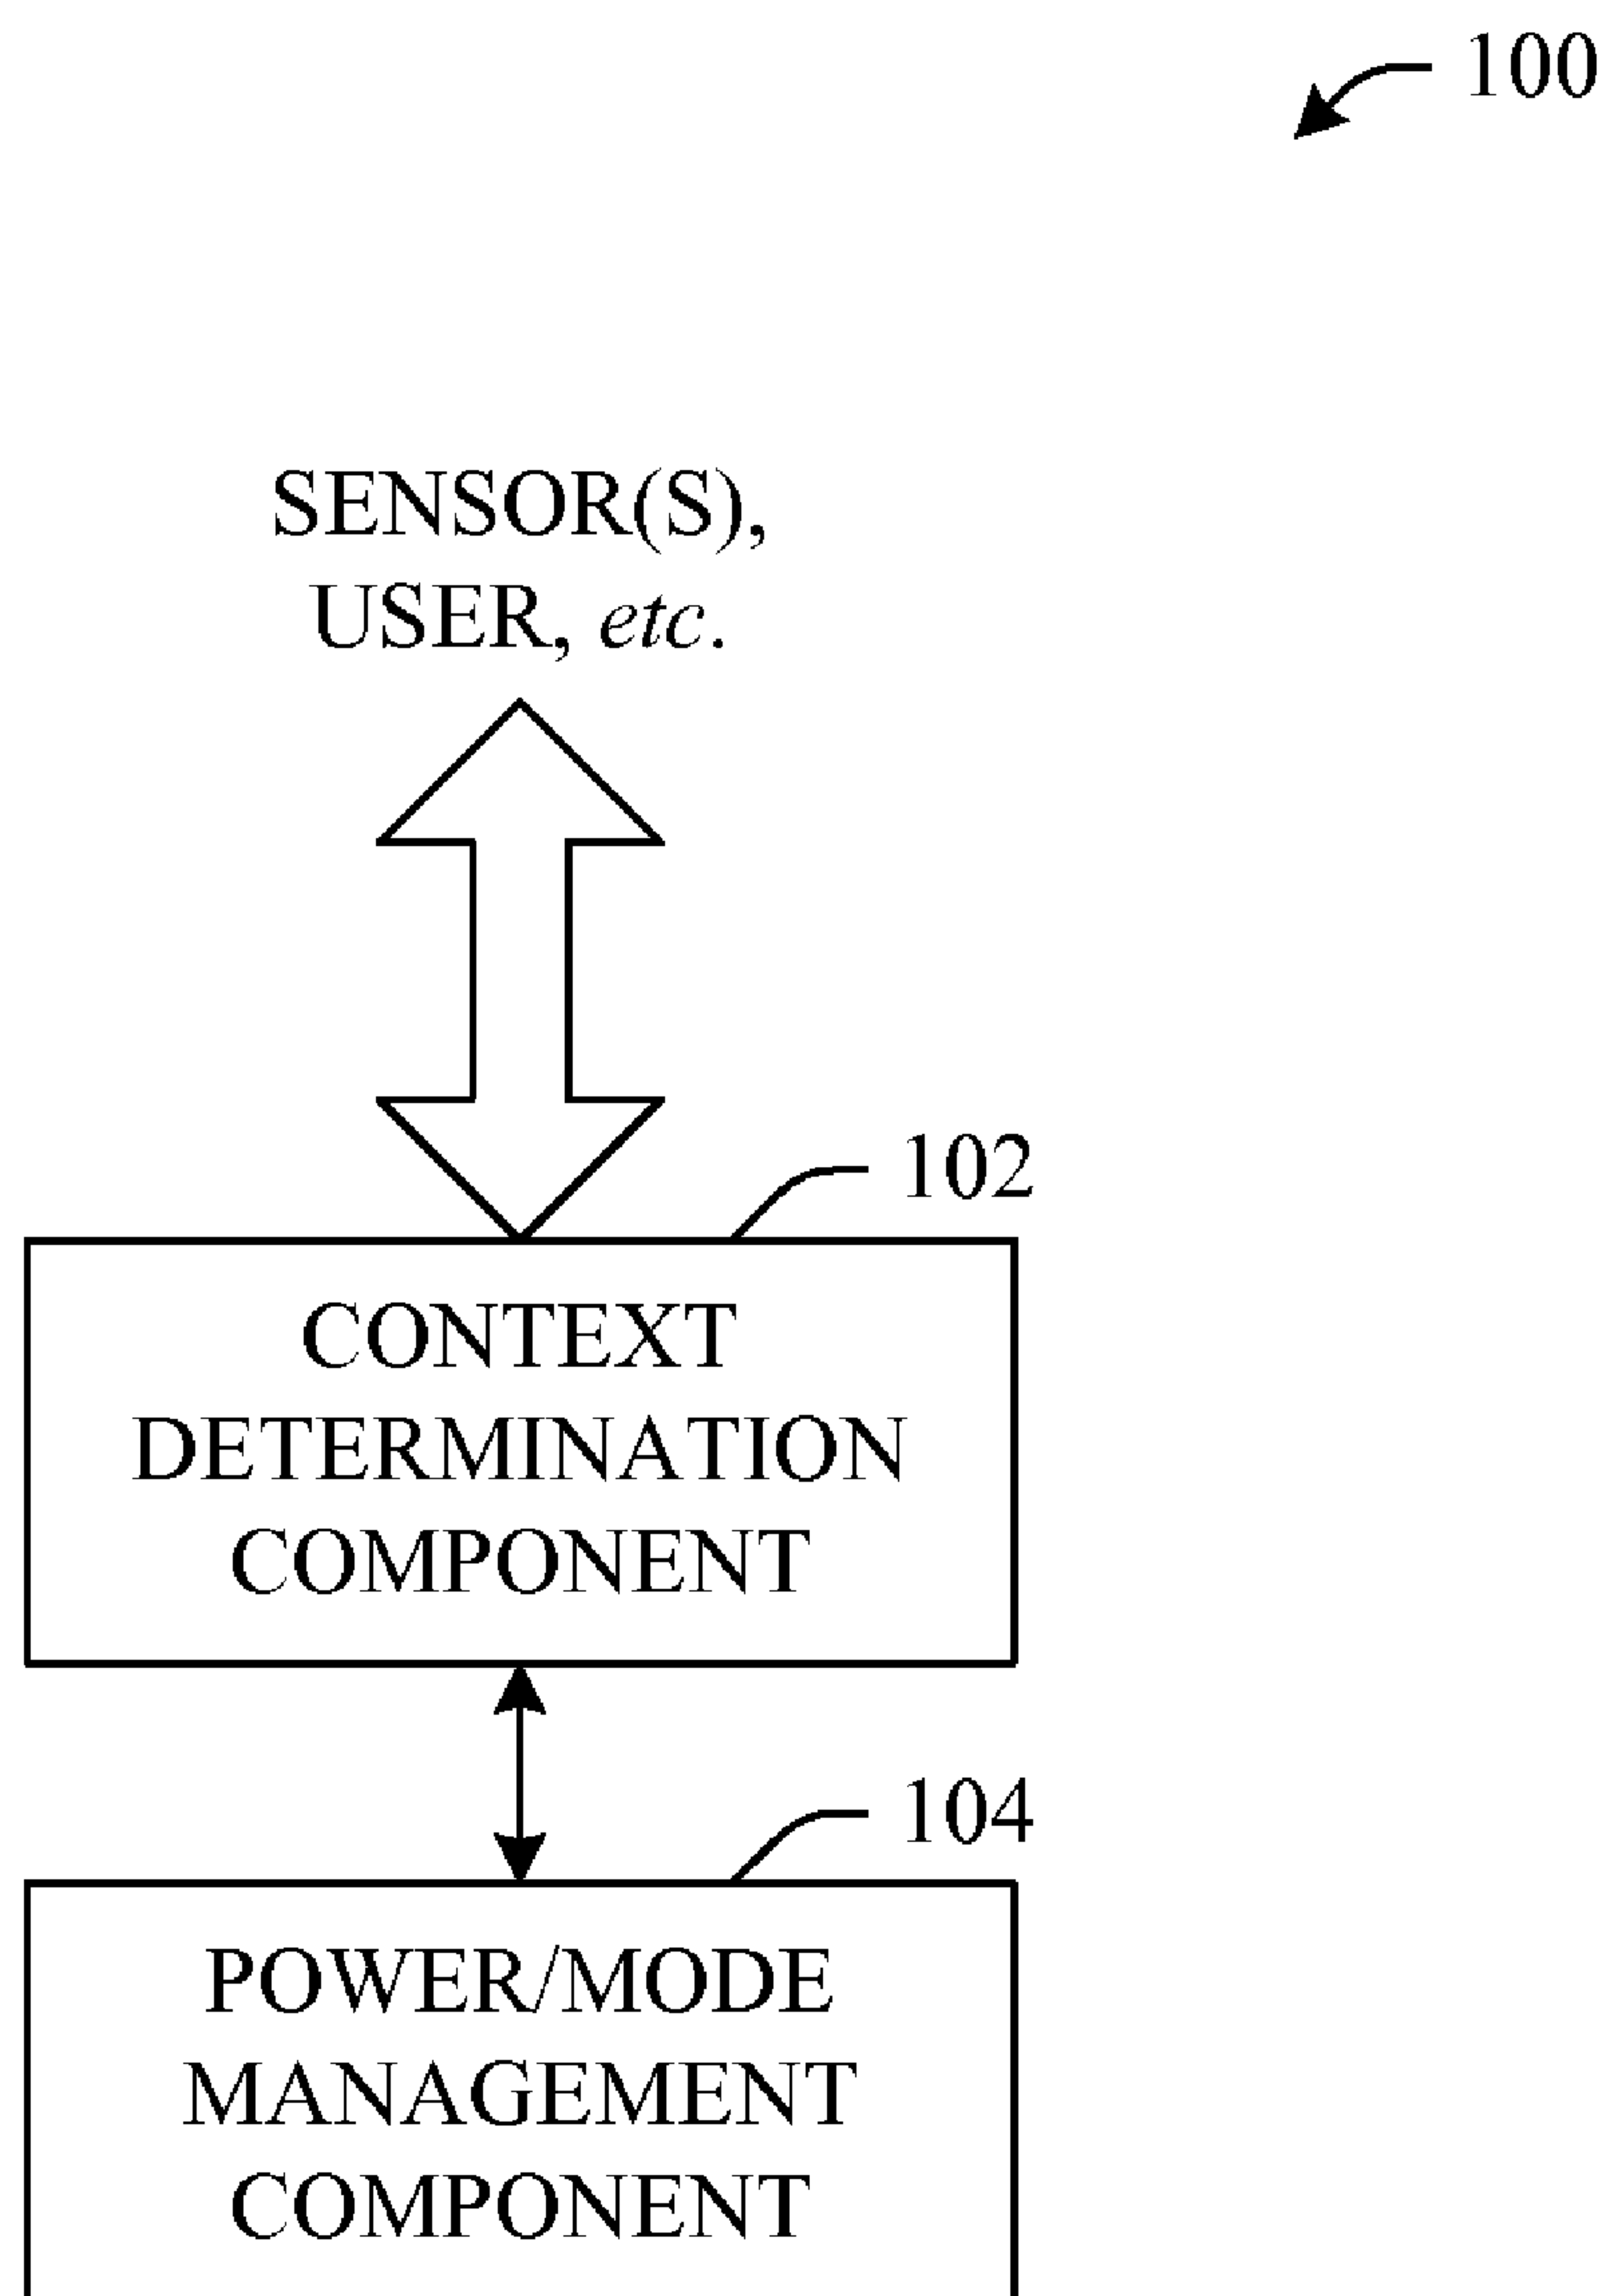 100
SENSOR(S),
USER, etc.
102
CONTEXT
DETERMINATION
COMPONENT
104
POWER/MODE
MANAGEMENT
COMPONENT